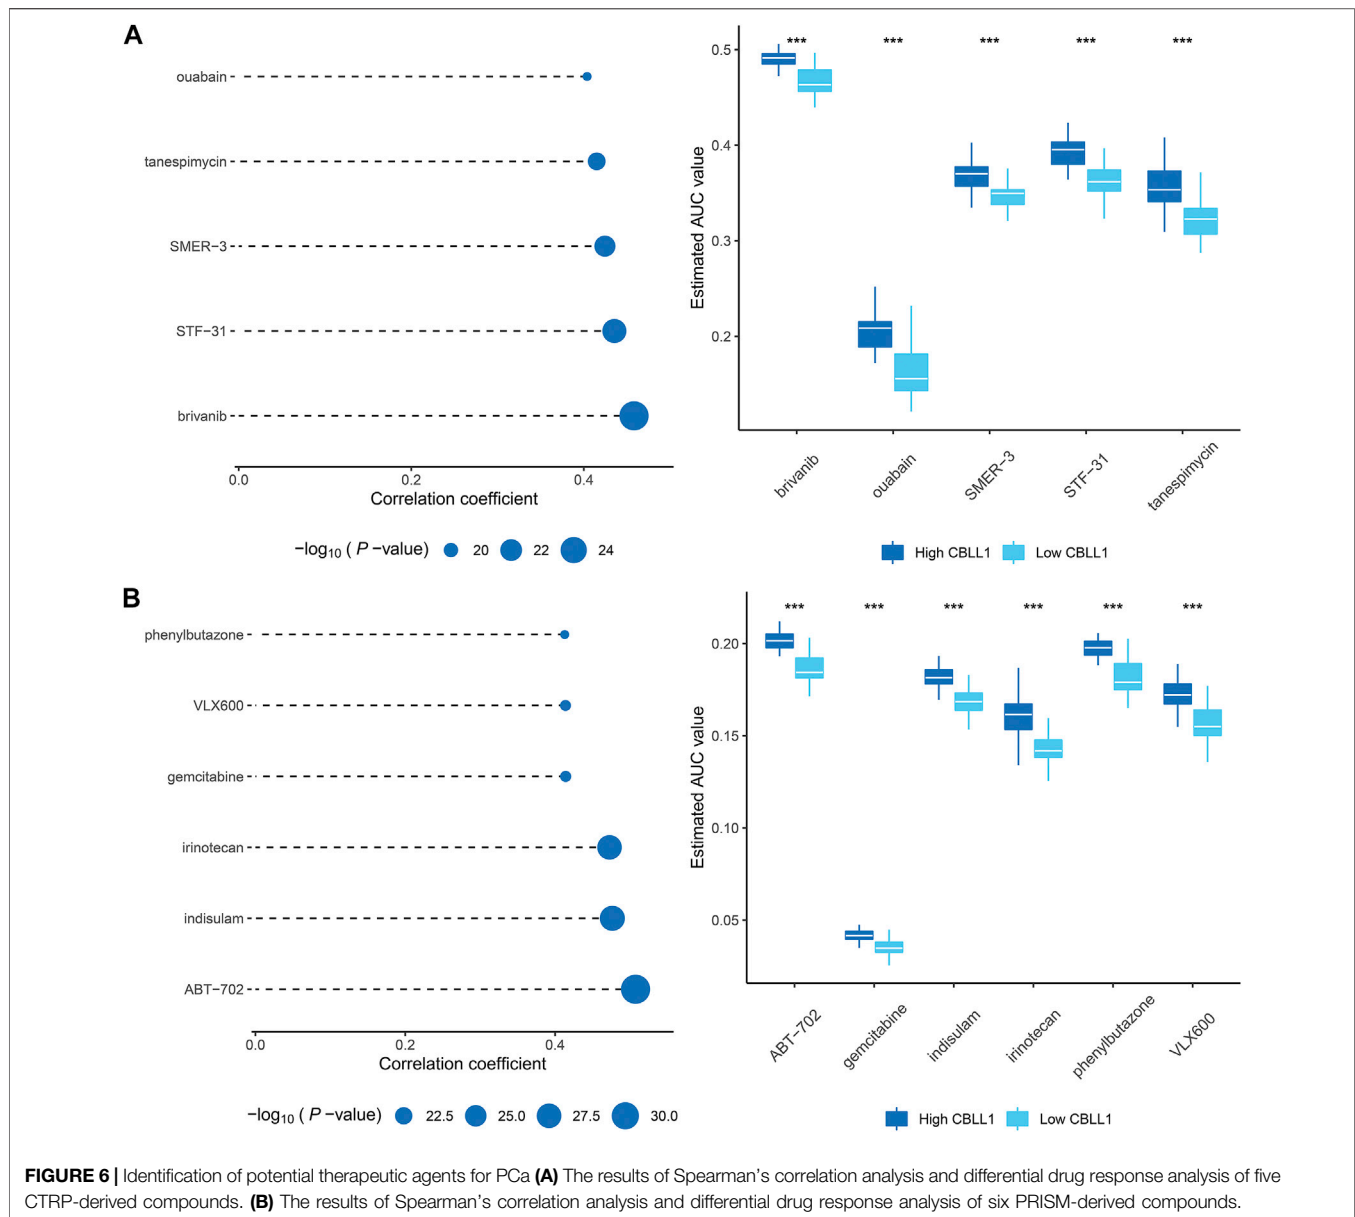 A
ouabain
tanespimycin
SMER−3
STF−31
brivanib
0.0 0.2 0.4
Correlation coefficient
−log10 ( P −value) 20 22 24
*** *** *** *** ***
0.5
0.4
0.3
0.2
Estimated AUC value
brivanib ouabain SMER−3 STF−31 tanespimycin
High CBLL1 Low CBLL1
B
phenylbutazone
VLX600
gemcitabine
irinotecan
indisulam
ABT−702
0.0 0.2 0.4
Correlation coefficient
−log10 ( P −value) 22.5 25.0 27.5 30.0
*** *** *** *** *** ***
0.20
0.15
0.10
0.05
Estimated AUC value
ABT−702 gemcitabine indisulam irinotecan phenylbutazone VLX600
High CBLL1 Low CBLL1
FIGURE 6 | Identification of potential therapeutic agents for PCa (A) The results of Spearman’s correlation analysis and differential drug response analysis of five
CTRP-derived compounds. (B) The results of Spearman’s correlation analysis and differential drug response analysis of six PRISM-derived compounds.